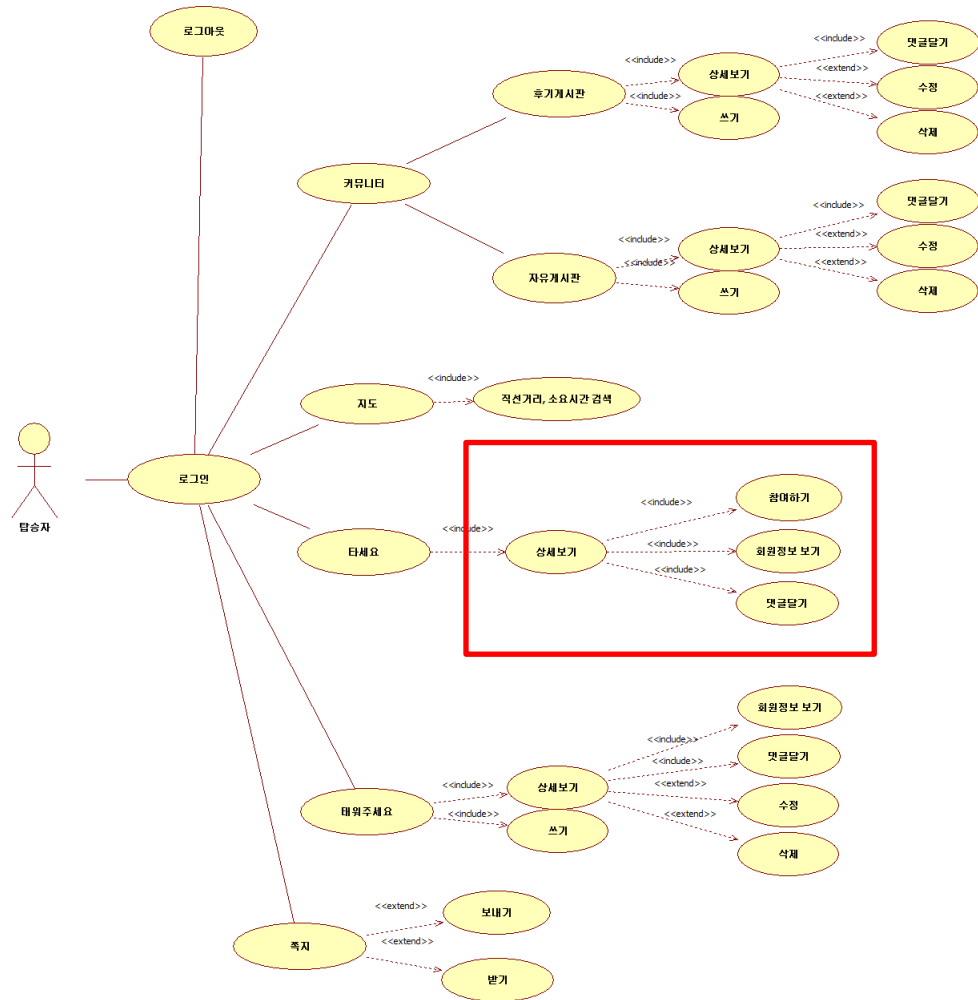 로그아웃
<<include>>
댓글달기
<<include>>
상세보기
<<extend>>
수정
후기게시판
<<include>>
쓰기
<<extend>>
삭제
커뮤니티
<<include>>
댓글달기
<<include>>
상세보기
<<extend>>
수정
자유게시판
<<include>>
쓰기
<<extend>>
삭제
지도
<<include>>
직선거리, 소요시간 검색
탑승자
로그인
타세요
<<include>>
상세보기
<<include>>
참여하기
<<include>>
회원정보 보기
<<include>>
댓글달기
태워주세요
<<include>>
상세보기
<<include>>
회원정보 보기
<<include>>
댓글달기
<<extend>>
수정
<<include>>
쓰기
<<extend>>
삭제
쪽지
<<extend>>
보내기
<<extend>>
받기